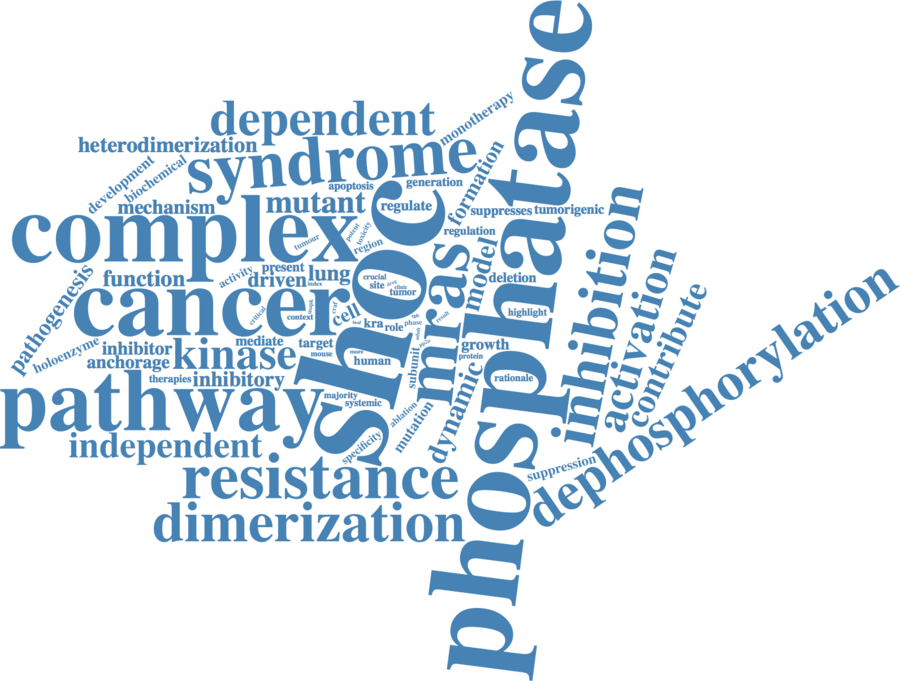 phosphatase
dependent
monotherapy
heterodimerization
syndrome
development
biochemical
apoptosis
generation
formation
mechanism
mutant
regulate
suppresses
tumorigenic
complex
shoc
potent
toxicity
tumour
region
regulation
mras
model
inhibition
pathogenesis
function
activity
present
driven
lung
index
crucial
site
clinic
tumor
deletion
activation
cancer
critical
context
cell
kra
role
phase
result
highlight
contribute
holoenzyme
inhibitor
anchorage
kinase
mediate
target
mouse
more
human
subunit
growth
protein
dynamic
rationale
dephosphorylation
therapies
inhibitory
pathway
majority
systemic
ablation
mutation
independent
specificity
suppression
resistance
dimerization